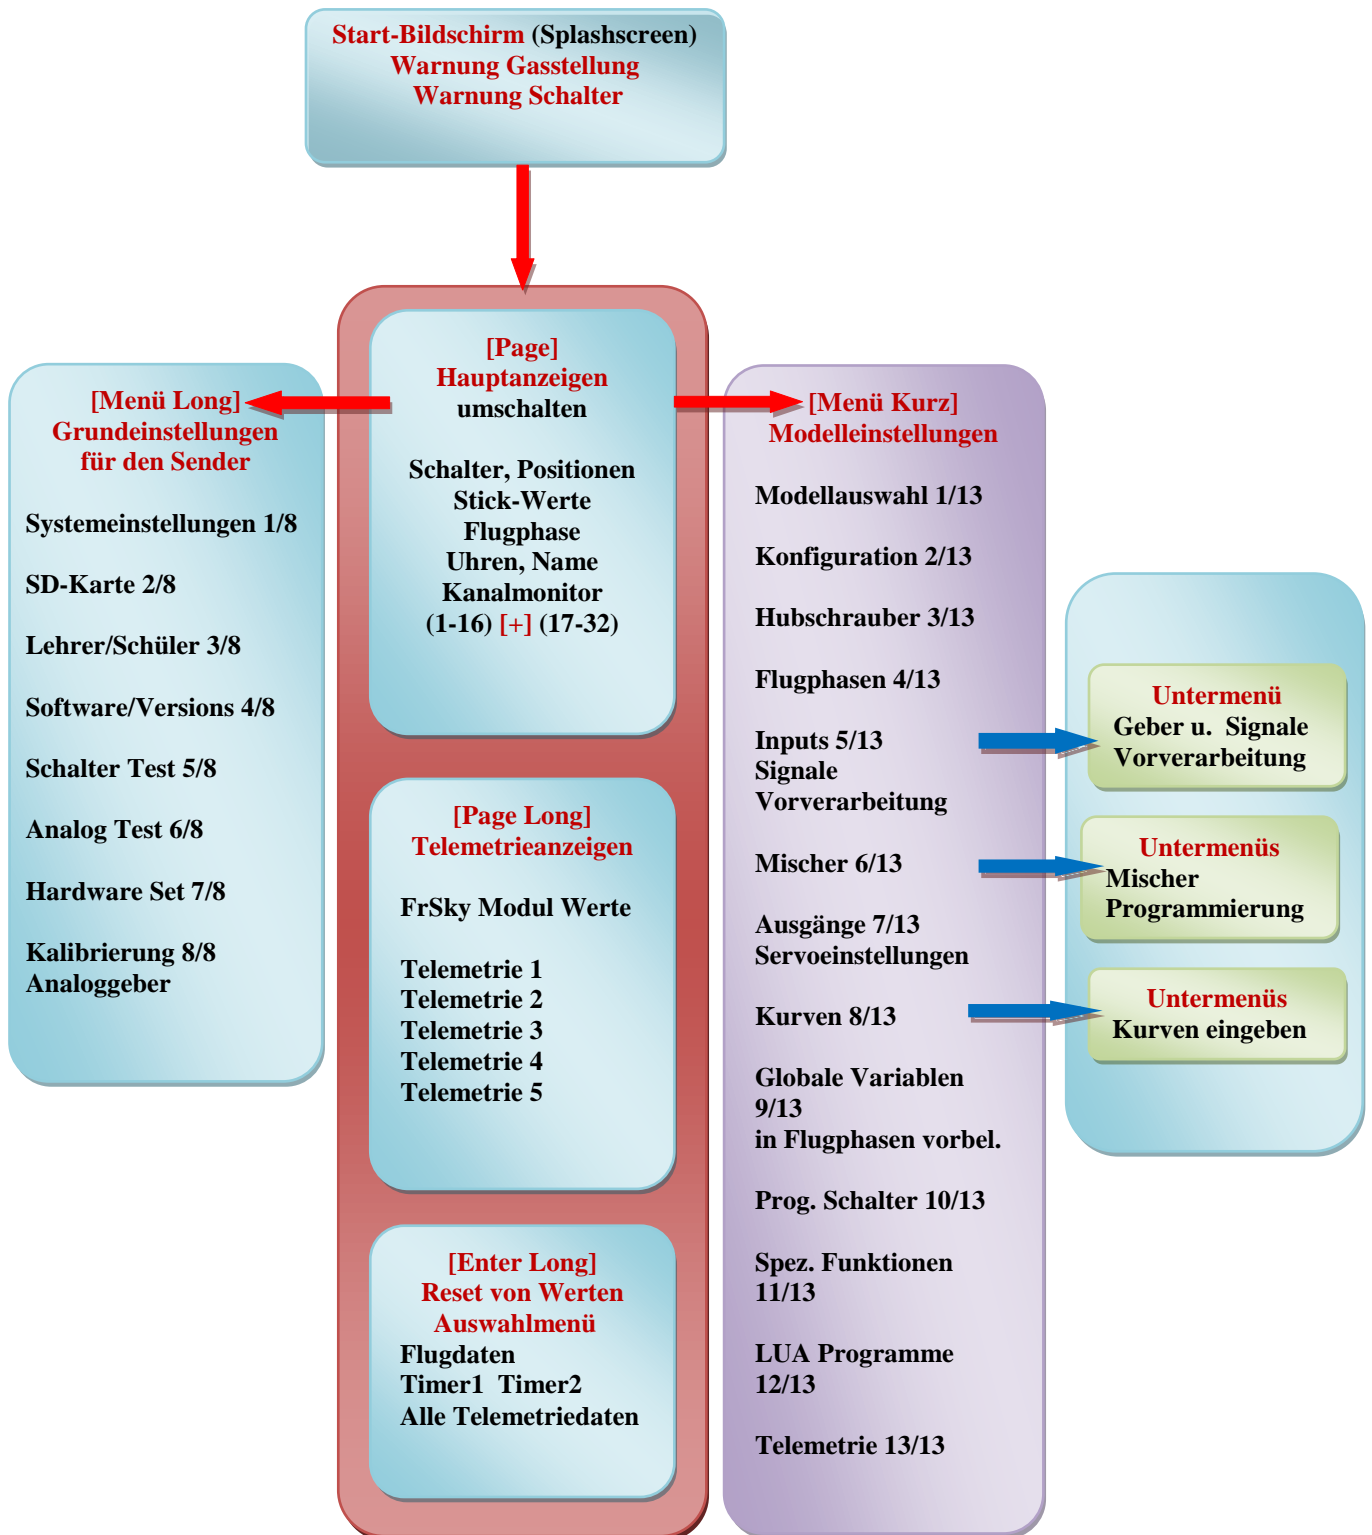 Start-Bildschirm (Splashscreen)
Warnung Gasstellung
Warnung Schalter
[Menü Long]
Grundeinstellungen
für den Sender
Systemeinstellungen 1/8
SD-Karte 2/8
Lehrer/Schüler 3/8
Software/Versions 4/8
Schalter Test 5/8
Analog Test 6/8
Hardware Set 7/8
Kalibrierung 8/8
Analoggeber
[Page]
Hauptanzeigen
umschalten
Schalter, Positionen
Stick-Werte
Flugphase
Uhren, Name
Kanalmonitor
(1-16) [+] (17-32)
[Page Long]
Telemetrieanzeigen
FrSky Modul Werte
Telemetrie 1
Telemetrie 2
Telemetrie 3
Telemetrie 4
Telemetrie 5
[Enter Long]
Reset von Werten
Auswahlmenü
Flugdaten
Timer1  Timer2
Alle Telemetriedaten
[Menü Kurz]
Modelleinstellungen
Modellauswahl 1/13
Konfiguration 2/13
Hubschrauber 3/13
Flugphasen 4/13
Inputs 5/13
Signale
Vorverarbeitung
Mischer 6/13
Ausgänge 7/13
Servoeinstellungen
Kurven 8/13
Globale Variablen
9/13
in Flugphasen vorbel.
Prog. Schalter 10/13
Spez. Funktionen
11/13
LUA Programme
12/13
Telemetrie 13/13
Untermenü
Geber u.  Signale
Vorverarbeitung
Untermenüs
Mischer
Programmierung
Untermenüs
Kurven eingeben